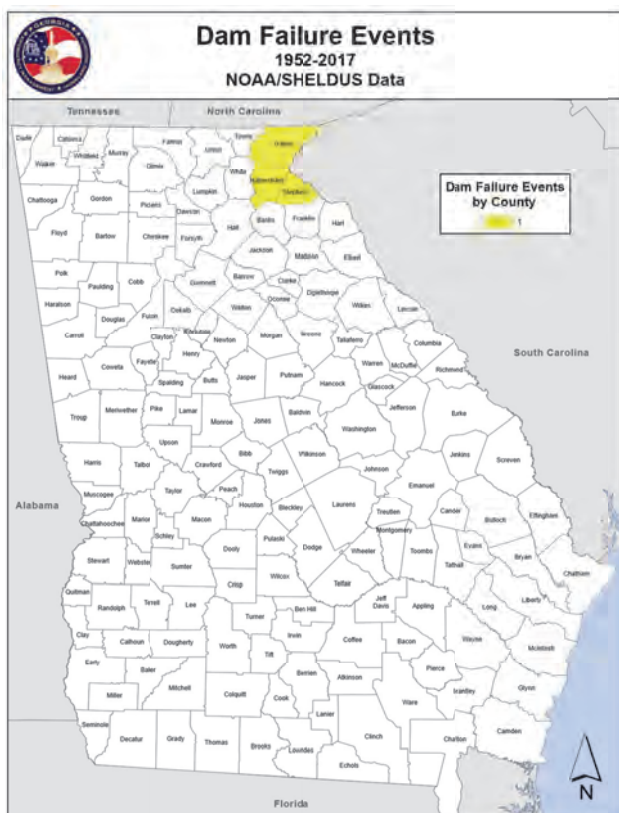 GEORGIA
Dam Failure Events
1952-2017
NOAA/SHELDUS Data
Tennessee North Carolina
Dade Catoosa Fannin Towns Rabun
Walker Whitfield Murray Gilmer Union White Habersham Stephens
Chattooga Gordon Pickens Lumpkin Dawson Banks Franklin Hart
Floyd Bartow Cherokee Forsyth Hall Jackson Madison Elbert
Dam Failure Events
by County
1
Polk Paulding Cobb Gwinnett Barrow Clarke Oglethorpe
Haralson Douglas Fulton Dekalb Walton Oconee Wilkes Lincoln
Carroll Clayton Rockdale Newton Morgan Greene Taliaferro Columbia
Heard Coweta Fayette Henry Spalding Butts Jasper Putnam Hancock Warren McDuffie Richmond
South Carolina
Troup Meriwether Pike Lamar Monroe Jones Baldwin Glascock Jefferson Burke
Upson Washington
Harris Talbot Crawford Bibb Twiggs Wilkinson Johnson Jenkins Screven
Alabama
Muscogee Taylor Peach Houston Bleckley Laurens Emanuel
Chattahoochee Marion Macon Treutlen Candler Bulloch Effingham
Stewart Webster Schley Sumter Dooly Pulaski Dodge Wheeler Montgomery Toombs Evans Tattnall Bryan Chatham
Quitman Randolph Terrell Lee Crisp Wilcox Telfair Liberty
Clay Calhoun Dougherty Turner Ben Hill Jeff Davis Appling Long
Early Baker Worth Tift Irwin Coffee Bacon Wayne McIntosh
Miller Mitchell Colquitt Cook Berrien Atkinson Pierce Brantley Glynn
Seminole Decatur Grady Thomas Brooks Lowndes Lanier Clinch Ware Charlton Camden
Echols
Florida
N